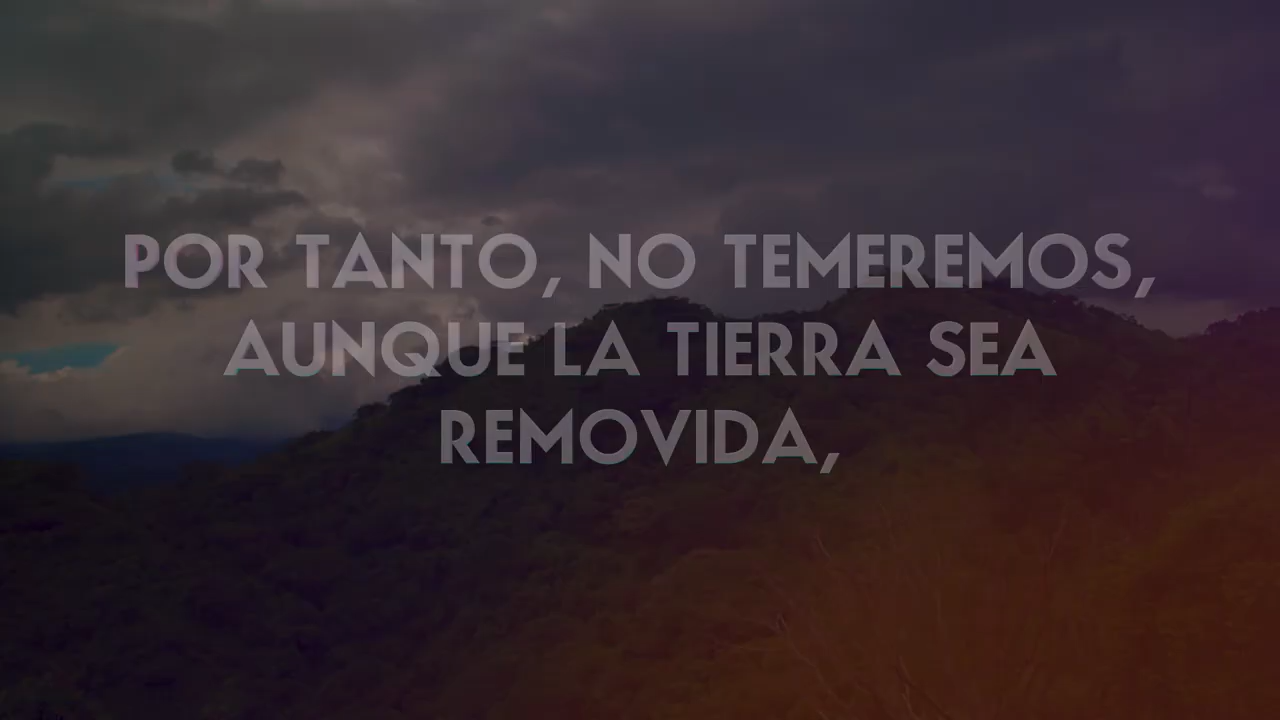 POR TANTO, NO TEMEREMOS,
AUNQUE LA TIERRA SEA
REMOVIDA,